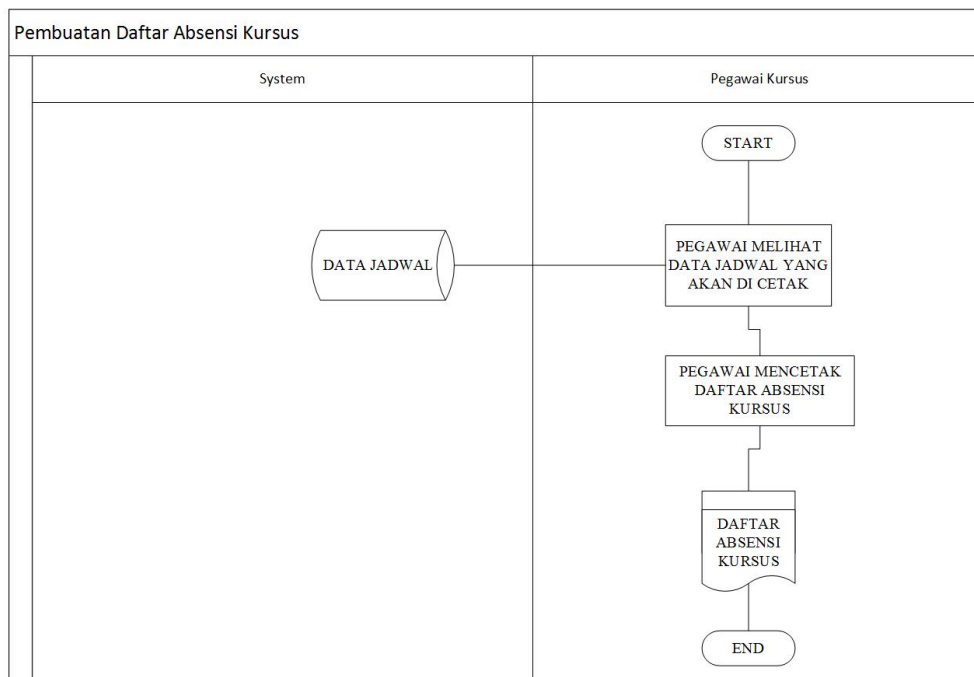 Pembuatan Daftar Absensi Kursus
System
Pegawai Kursus
START
DATA JADWAL
PEGAWAI MELIHAT
DATA JADWAL YANG
AKAN DI CETAK
PEGAWAI MENCETAK
DAFTAR ABSENSI
KURSUS
DAFTAR
ABSENSI
KURSUS
END